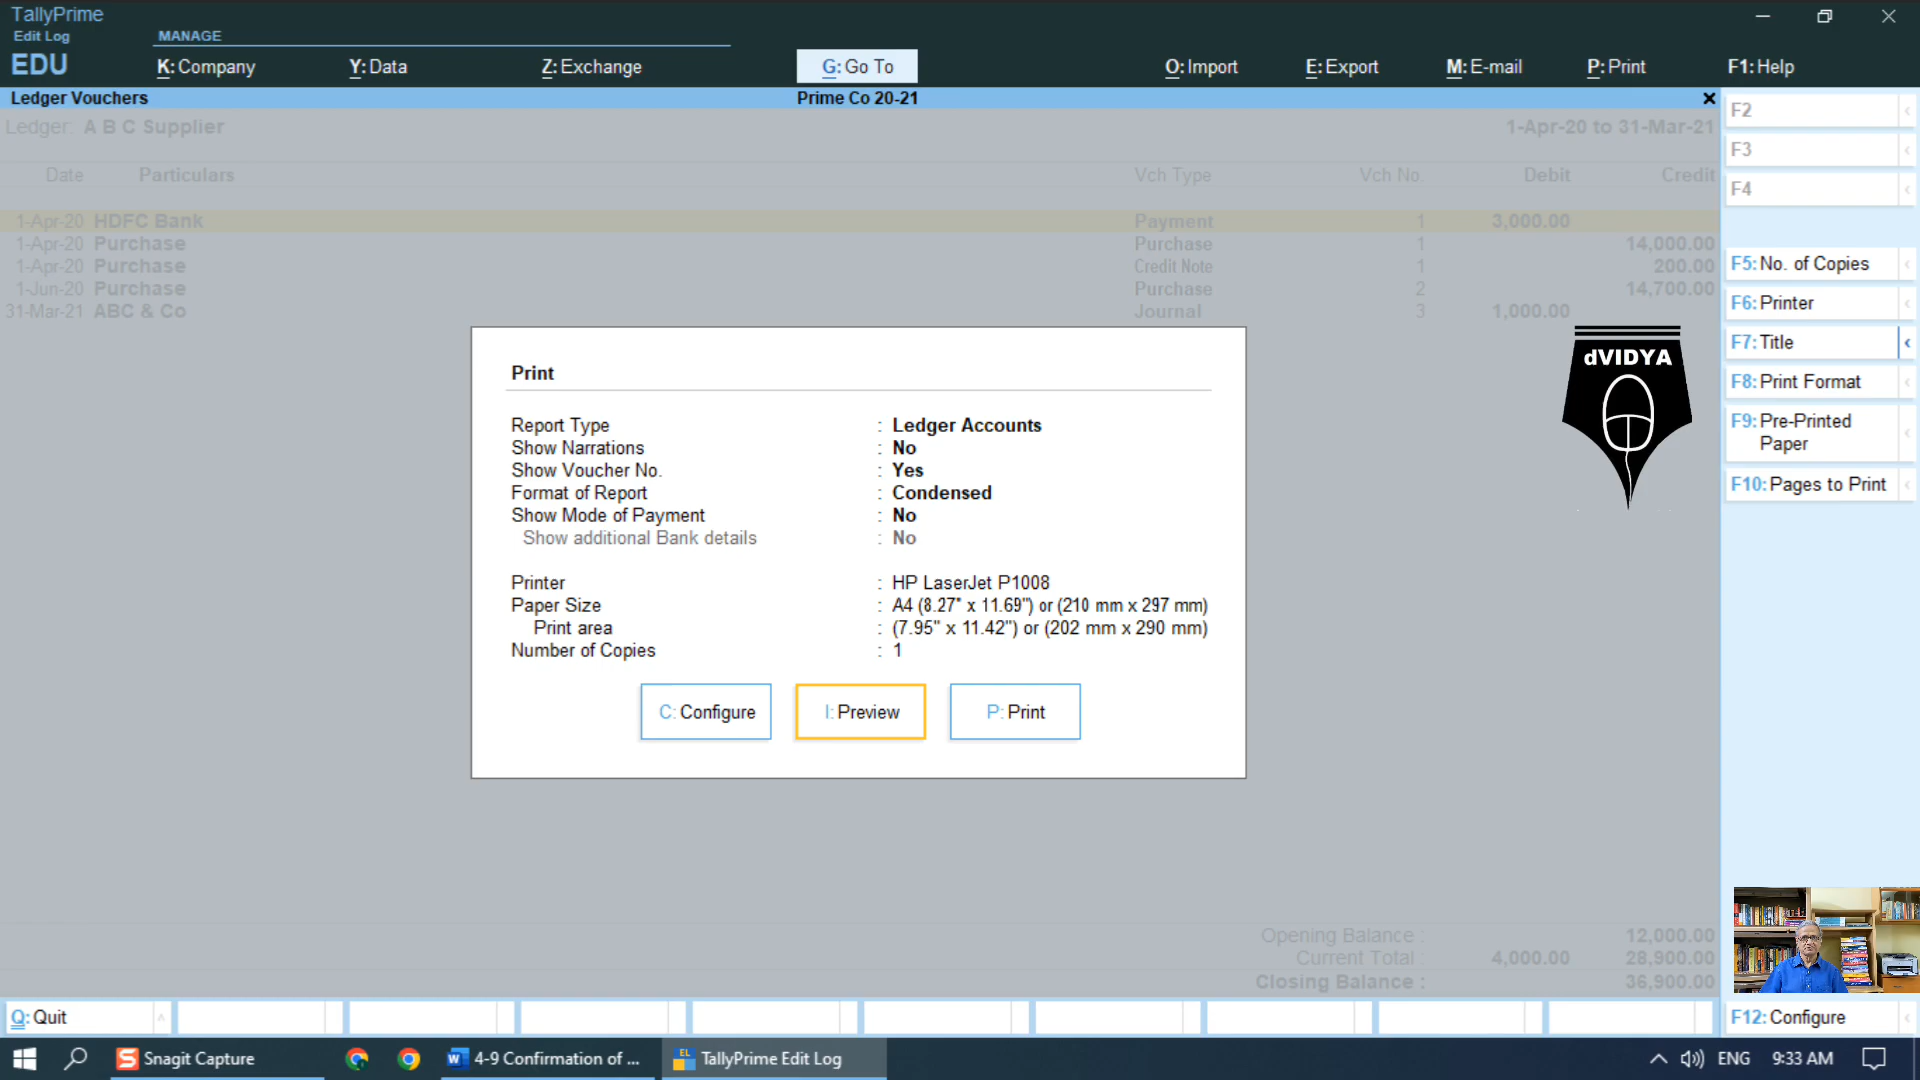 TallyPrime
Edit Log
EDU
MANAGE
K: Company
Y: Data
Z: Exchange
G: Go To
O: Import
E: Export
M: E-mail
P: Print
F1: Help
Ledger Vouchers
Prime Co 20-21
Ledger: A B C Supplier
1-Apr-20 to 31-Mar-21
Date Particulars Vch Type Vch No. Debit Credit
1-Apr-20 HDFC Bank Payment 1 3,000.00
1-Apr-20 Purchase Purchase 1 14,000.00
1-Apr-20 Purchase Credit Note 1 200.00
1-Jun-20 Purchase Purchase 2 14,700.00
31-Mar-21 ABC & Co Journal 3 1,000.00
Print
Report Type : Ledger Accounts
Show Narrations : No
Show Voucher No. : Yes
Format of Report : Condensed
Show Mode of Payment : No
Show additional Bank details : No
Printer : HP LaserJet P1008
Paper Size : A4 (8.27" x 11.69") or (210 mm x 297 mm)
Print area : (7.95" x 11.42") or (202 mm x 290 mm)
Number of Copies : 1
C: Configure
I: Preview
P: Print
dVIDYA
Opening Balance : 12,000.00
Current Total : 4,000.00 28,900.00
Closing Balance : 36,900.00
F2
F3
F4
F5: No. of Copies
F6: Printer
F7: Title
F8: Print Format
F9: Pre-Printed
Paper
F10: Pages to Print
F12: Configure
Q: Quit
Snagit Capture
4-9 Confirmation of ...
TallyPrime Edit Log
ENG
9:33 AM